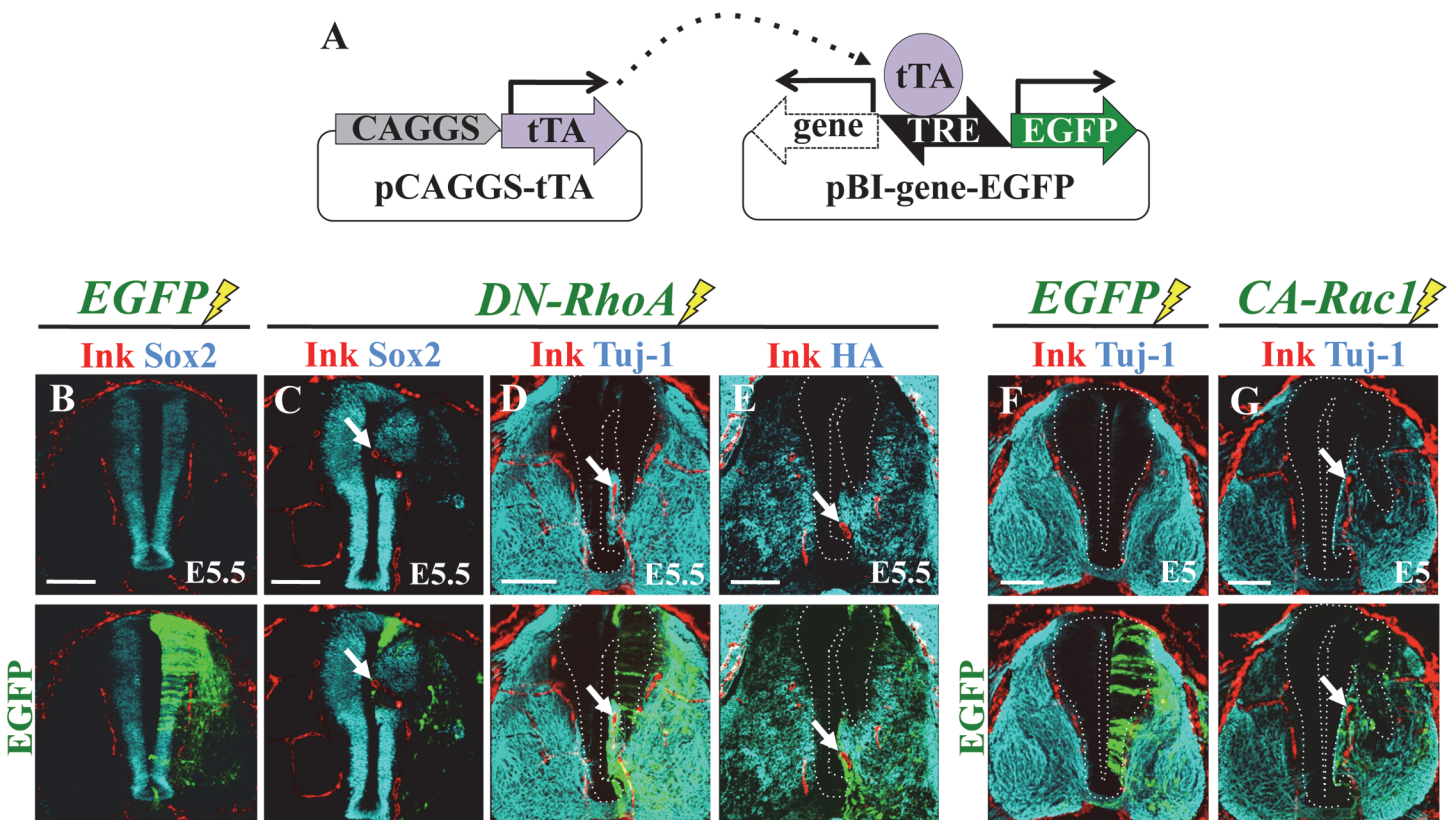 A
tTA
CAGGS tTA
gene TRE EGFP
pCAGGS-tTA
pBI-gene-EGFP
EGFP DN-RhoA EGFP CA-Rac1
Ink Sox2 Ink Sox2 Ink Tuj-1 Ink HA Ink Tuj-1 Ink Tuj-1
B C D E F G
E5.5 E5.5 E5.5 E5.5 E5 E5
EGFP EGFP